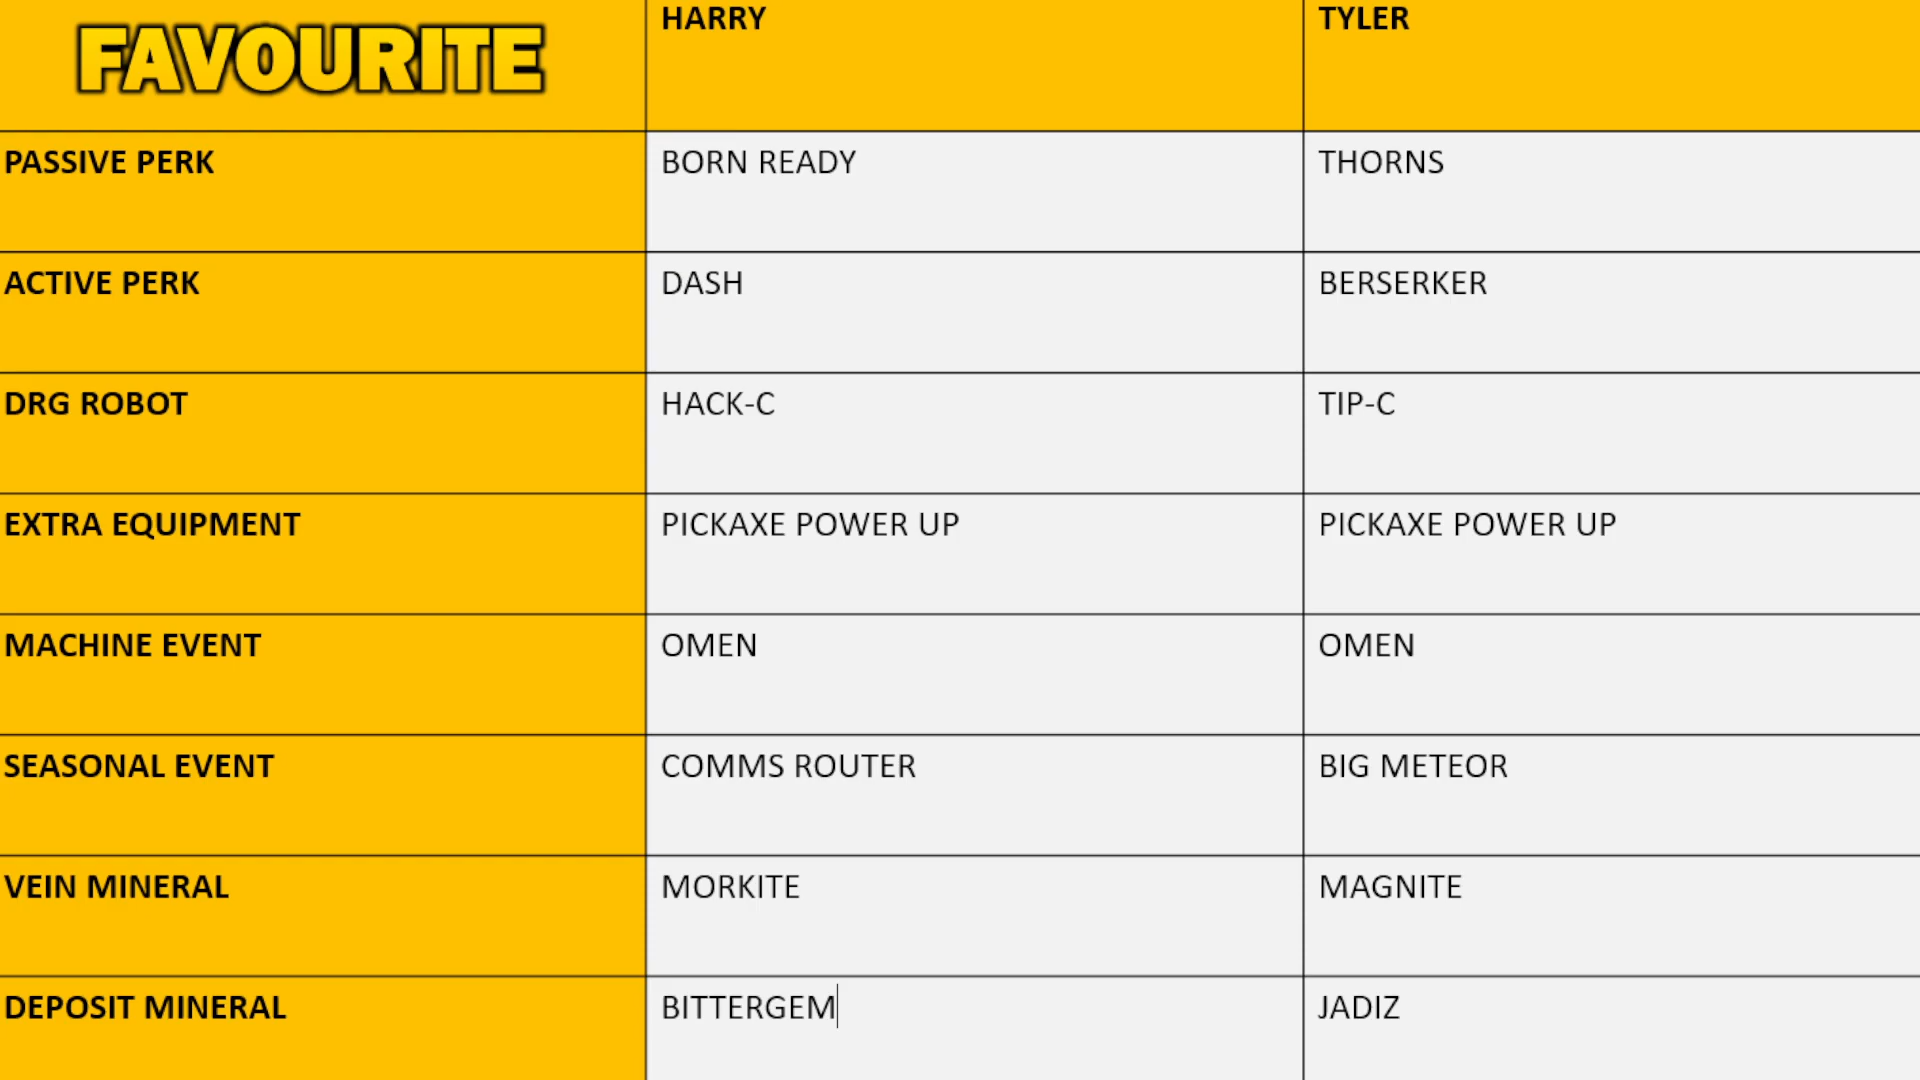 FAVOURITE HARRY TYLER
PASSIVE PERK BORN READY THORNS
ACTIVE PERK DASH BERSERKER
DRG ROBOT HACK-C TIP-C
EXTRA EQUIPMENT PICKAXE POWER UP PICKAXE POWER UP
MACHINE EVENT OMEN OMEN
SEASONAL EVENT COMMS ROUTER BIG METEOR
VEIN MINERAL MORKITE MAGNITE
DEPOSIT MINERAL BITTERGEM JADIZ